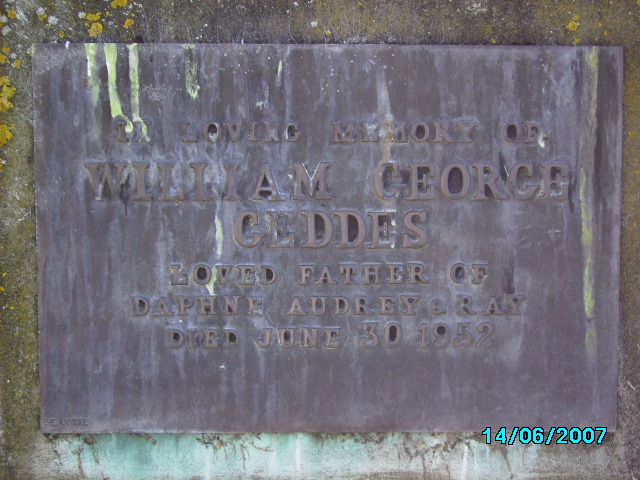 IN LOVING MEMORY OF
WILLIAM GEORGE
GEDDES
LOVED FATHER OF
DAPHNE AUDREY & RAY
DIED JUNE 30 1952
BEATTIE
14/06/2007